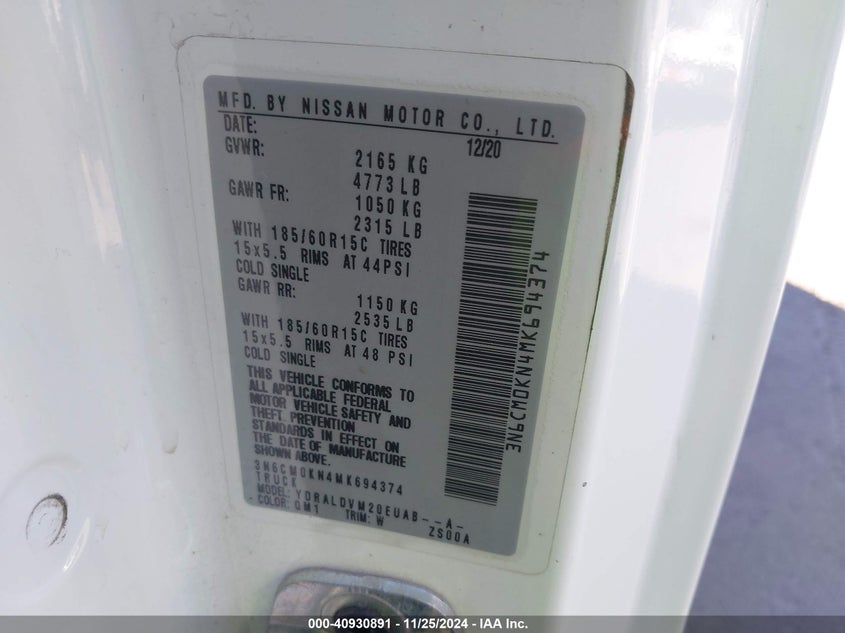 MFD. BY NISSAN MOTOR CO., LTD.
DATE: 12/20
GVWR: 2165 KG
4773 LB
GAWR FR: 1050 KG
2315 LB
WITH 185/60R15C TIRES
15x5.5 RIMS AT 44PSI
COLD SINGLE
GAWR RR: 1150 KG
2535 LB
WITH 185/60R15C TIRES
15x5.5 RIMS AT 48 PSI
COLD SINGLE
THIS VEHICLE CONFORMS TO
ALL APPLICABLE FEDERAL
MOTOR VEHICLE SAFETY AND
THEFT PREVENTION
STANDARDS IN EFFECT ON
THE DATE OF MANUFACTURE
SHOWN ABOVE.
3N6CM0KN4MK694374
TRUCK
MODEL: YDRALDVM20EUAB--A-
COLOR: QM1 TRIM: W ZS00A
3N6CM0KN4MK694374
000-40930891 - 11/25/2024 - © IAA Inc.